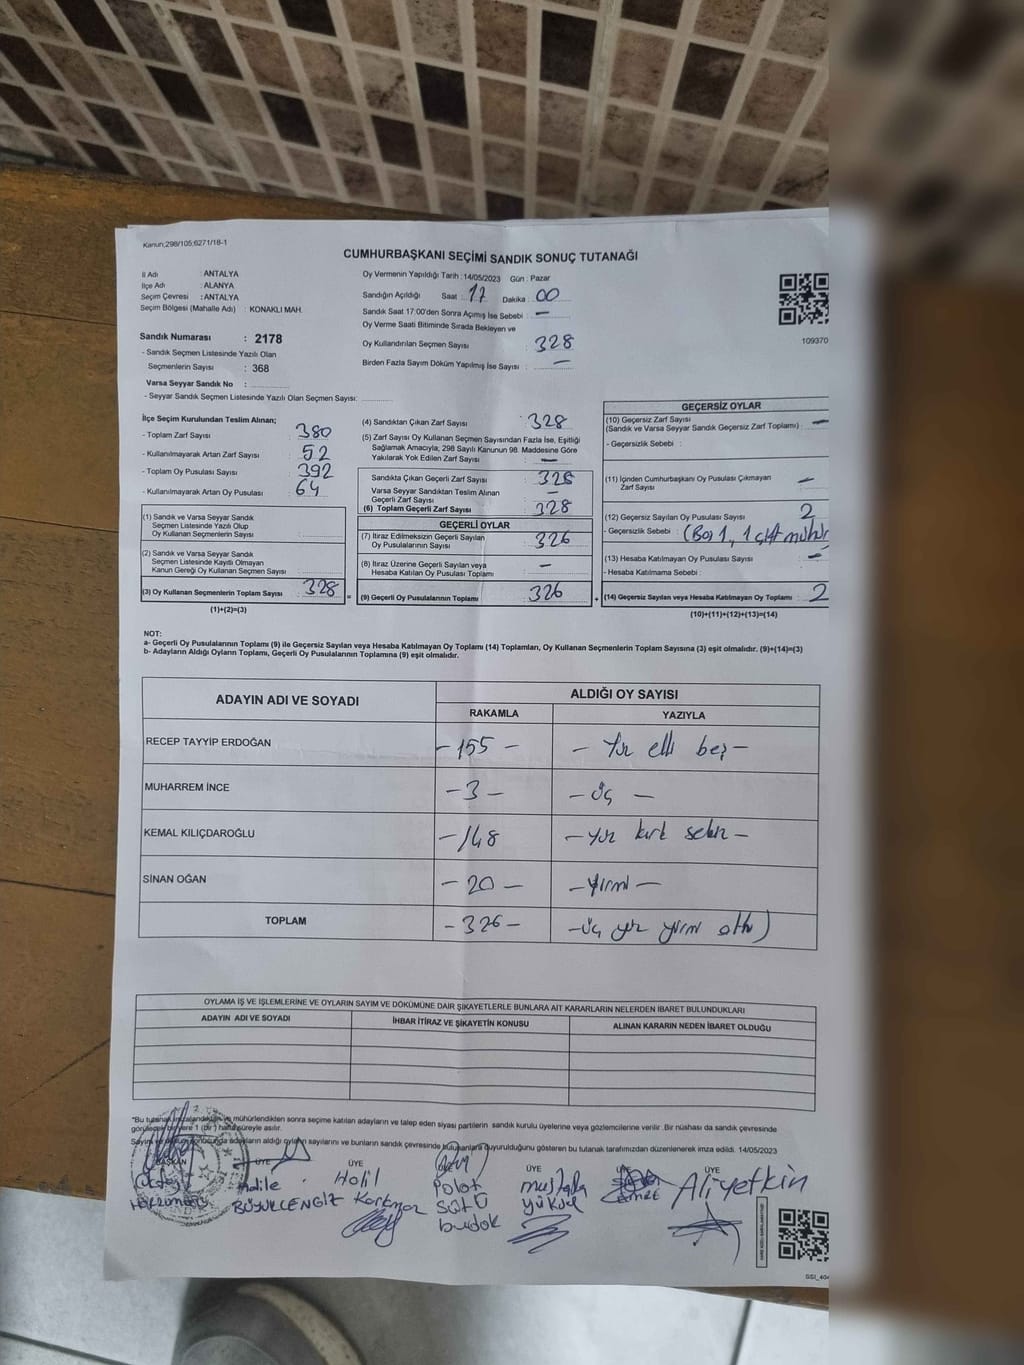 Kanun;298/105;6271/18-1
CUMHURBAŞKANI SEÇİMİ SANDIK SONUÇ TUTANAĞI
İl Adı : ANTALYA
İlçe Adı : ALANYA
Seçim Çevresi : ANTALYA
Seçim Bölgesi (Mahalle Adı) : KONAKLI MAH.
Sandık Numarası : 2178
- Sandık Seçmen Listesinde Yazılı Olan
Seçmenlerin Sayısı : 368
Varsa Seyyar Sandık No :
- Seyyar Sandık Seçmen Listesinde Yazılı Olan Seçmen Sayısı:
Oy Vermenin Yapıldığı Tarih : 14/05/2023 Gün : Pazar
Sandığın Açıldığı Saat : 17 Dakika : 00
Sandık Saat 17:00'den Sonra Açımış İse Sebebi : —
Oy Verme Saati Bitiminde Sırada Bekleyen ve
Oy Kullandırılan Seçmen Sayısı : 328
Birden Fazla Sayım Döküm Yapılmış İse Sayısı : —
109370
İlçe Seçim Kurulundan Teslim Alınan;
- Toplam Zarf Sayısı : 380
- Kullanılmayarak Artan Zarf Sayısı : 52
- Toplam Oy Pusulası Sayısı : 392
- Kullanılmayarak Artan Oy Pusulası : 64
(1) Sandık ve Varsa Seyyar Sandık
Seçmen Listesinde Yazılı Olup
Oy Kullanan Seçmenlerin Sayısı :
(2) Sandık ve Varsa Seyyar Sandık
Seçmen Listesinde Kayıtlı Olmayan
Kanun Gereği Oy Kullanan Seçmen Sayısı :
(3) Oy Kullanan Seçmenlerin Toplam Sayısı : 328 =
(1)+(2)=(3)
(4) Sandıktan Çıkan Zarf Sayısı : 328
(5) Zarf Sayısı Oy Kullanan Seçmen Sayısından Fazla İse, Eşitliği
Sağlamak Amacıyla, 298 Sayılı Kanunun 98. Maddesine Göre
Yakılarak Yok Edilen Zarf Sayısı : —
Sandıkta Çıkan Geçerli Zarf Sayısı : 328
Varsa Seyyar Sandıktan Teslim Alınan
Geçerli Zarf Sayısı : —
(6) Toplam Geçerli Zarf Sayısı : 328
GEÇERLİ OYLAR
(7) İtiraz Edilmeksizin Geçerli Sayılan
Oy Pusulalarının Sayısı : 326
(8) İtiraz Üzerine Geçerli Sayılan veya
Hesaba Katılan Oy Pusulası Toplamı : —
(9) Geçerli Oy Pusulalarının Toplamı : 326 +
GEÇERSİZ OYLAR
(10) Geçersiz Zarf Sayısı
(Sandık ve Varsa Seyyar Sandık Geçersiz Zarf Toplamı) : —
- Geçersizlik Sebebi :
(11) İçinden Cumhurbaşkanı Oy Pusulası Çıkmayan
Zarf Sayısı : —
(12) Geçersiz Sayılan Oy Pusulası Sayısı : 2
- Geçersizlik Sebebi : (Boş 1, 1 çift mühür
(13) Hesaba Katılmayan Oy Pusulası Sayısı : —
- Hesaba Katılmama Sebebi :
(14) Geçersiz Sayılan veya Hesaba Katılmayan Oy Toplamı : 2
(10)+(11)+(12)+(13)=(14)
NOT:
a- Geçerli Oy Pusulalarının Toplamı (9) ile Geçersiz Sayılan veya Hesaba Katılmayan Oy Toplamı (14) Toplamları, Oy Kullanan Seçmenlerin Toplam Sayısına (3) eşit olmalıdır. (9)+(14)=(3)
b- Adayların Aldığı Oyların Toplamı, Geçerli Oy Pusulalarının Toplamına (9) eşit olmalıdır.
ADAYIN ADI VE SOYADI ALDIĞI OY SAYISI
RAKAMLA YAZIYLA
RECEP TAYYİP ERDOĞAN - 155 - - Yüz elli beş -
MUHARREM İNCE - 3 - - üç -
KEMAL KILIÇDAROĞLU - 148 - yüz kırk sekiz -
SİNAN OĞAN - 20 - - Yirmi -
TOPLAM - 326 - - üç yüz yirmi altı)
OYLAMA İŞ VE İŞLEMLERİNE VE OYLARIN SAYIM VE DÖKÜMÜNE DAİR ŞİKAYETLERLE BUNLARA AİT KARARLARIN NELERDEN İBARET BULUNDUKLARI
ADAYIN ADI VE SOYADI İHBAR İTİRAZ VE ŞİKAYETİN KONUSU ALINAN KARARIN NEDEN İBARET OLDUĞU
*Bu tutanak mühürlendikten sonra seçime katılan adayların ve talep eden siyasi partilerin sandık kurulu üyelerine veya gözlemcilerine verilir. Bir nüshası da sandık çevresinde
1 (bir) hafta süreyle asılır.
adayların aldığı oyların sayılarını ve bunların sandık çevresinde duyurulduğunu gösteren bu tutanak tarafımızdan düzenlenerek imza edildi. 14/05/2023
BAŞKAN ÜYE ÜYE ÜYE ÜYE ÜYE
Halile Halil Polat mustafa Ahmet Ali yetkin
BÜYÜKCENGİZ Korkmaz SÜTÜ yüksel
budok